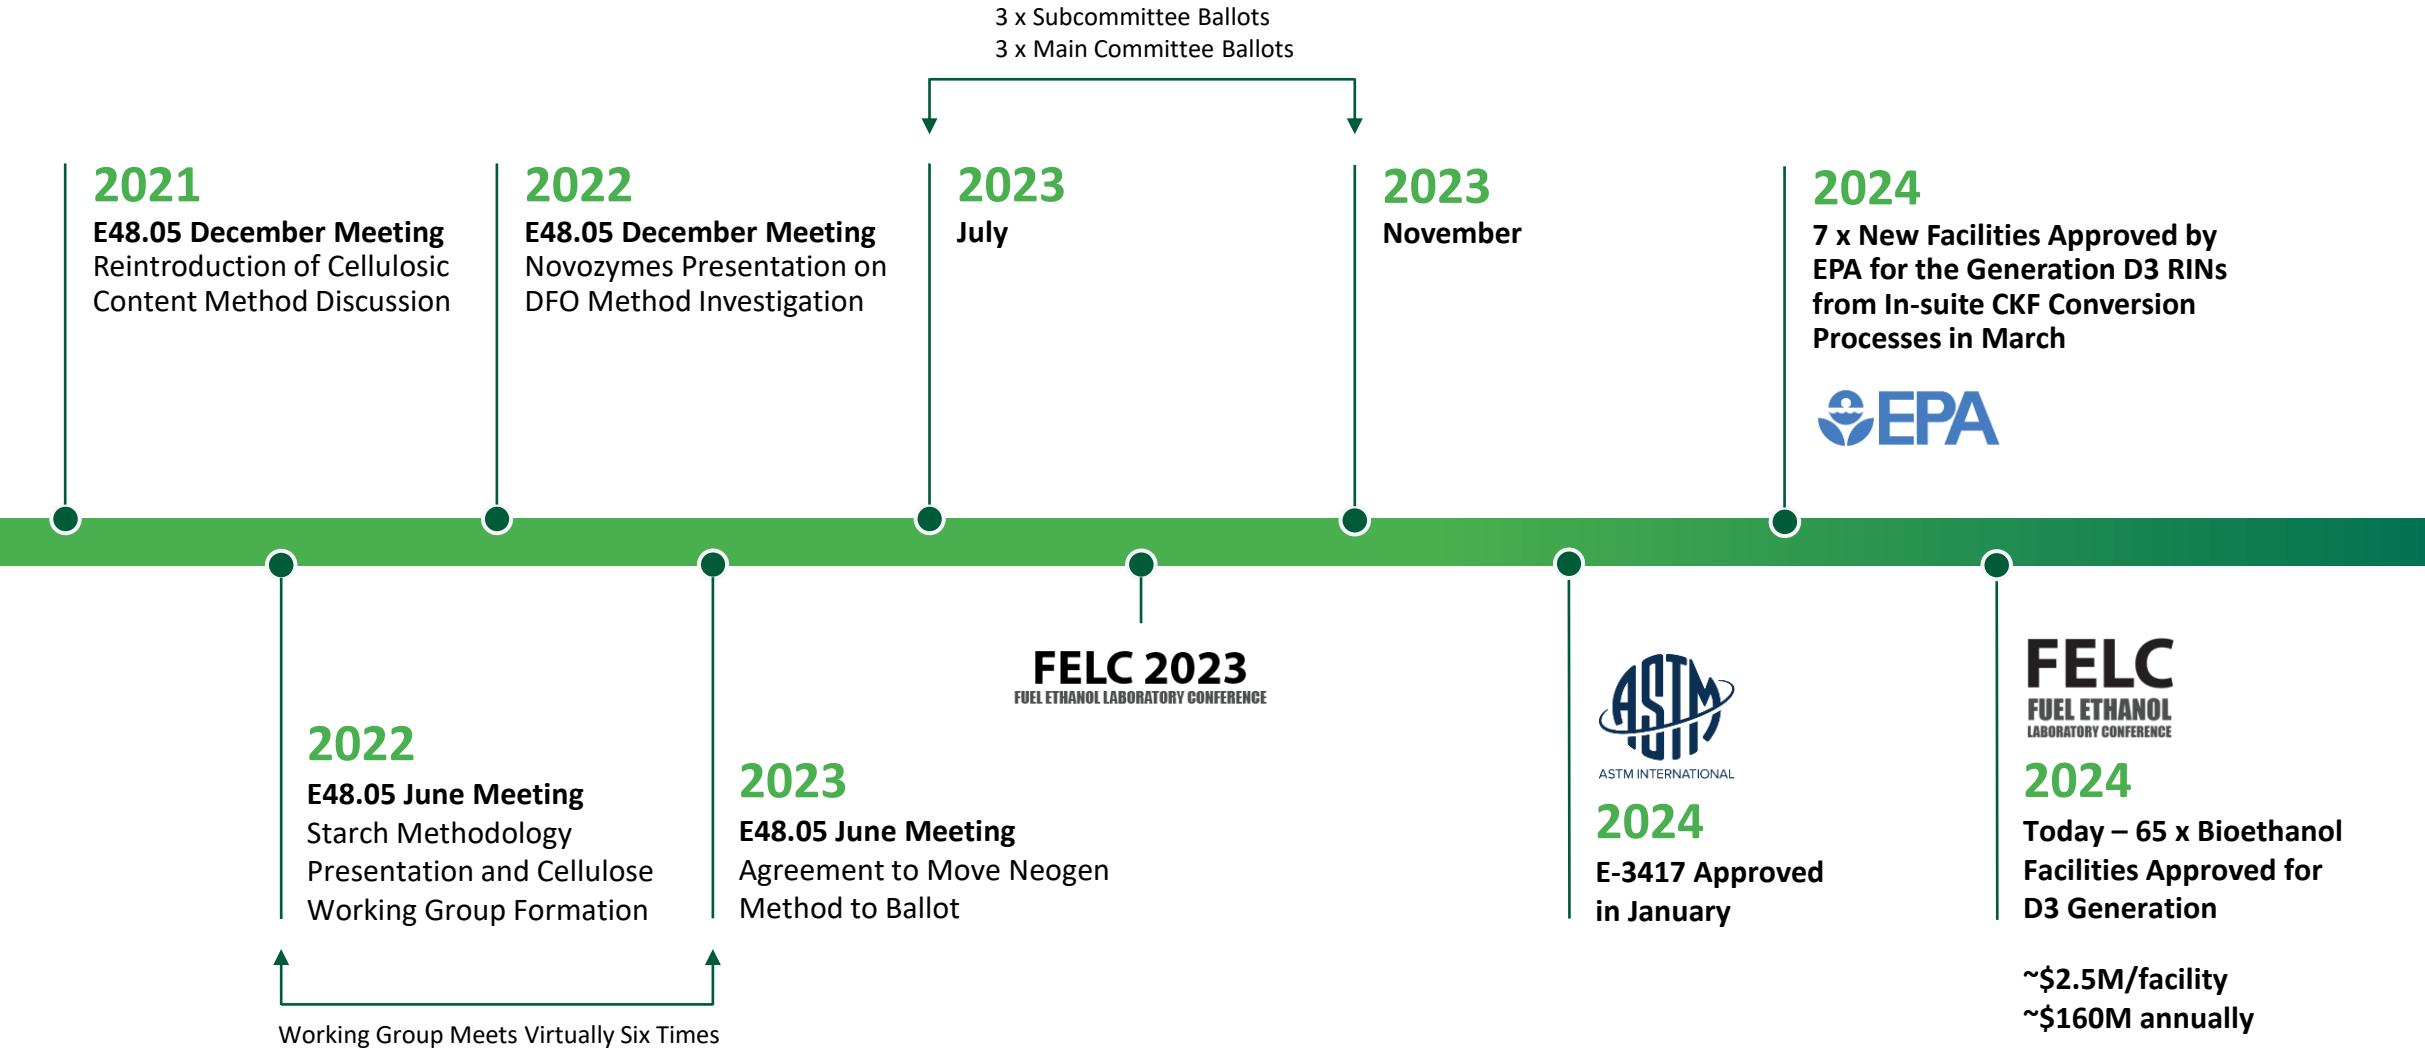 3 x Subcommittee Ballots
3 x Main Committee Ballots
2021
E48.05 December Meeting
Reintroduction of Cellulosic
Content Method Discussion
2022
E48.05 December Meeting
Novozymes Presentation on
DFO Method Investigation
2023
July
2023
November
2024
7 x New Facilities Approved by
EPA for the Generation D3 RINs
from In-suite CKF Conversion
Processes in March
EPA
2022
E48.05 June Meeting
Starch Methodology
Presentation and Cellulose
Working Group Formation
Working Group Meets Virtually Six Times
2023
E48.05 June Meeting
Agreement to Move Neogen
Method to Ballot
FELC 2023
FUEL ETHANOL LABORATORY CONFERENCE
ASTM
ASTM INTERNATIONAL
2024
E-3417 Approved
in January
FELC
FUEL ETHANOL
LABORATORY CONFERENCE
2024
Today – 65 x Bioethanol
Facilities Approved for
D3 Generation
~$2.5M/facility
~$160M annually